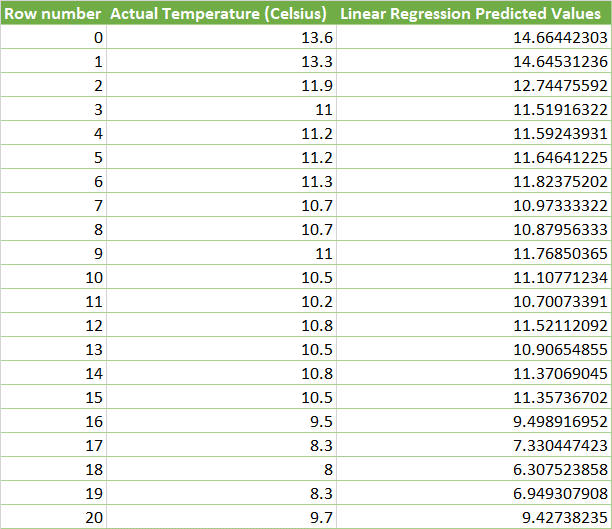 Row number Actual Temperature (Celsius) Linear Regression Predicted Values
0 13.6 14.66442303
1 13.3 14.64531236
2 11.9 12.74475592
3 11 11.51916322
4 11.2 11.59243931
5 11.2 11.64641225
6 11.3 11.82375202
7 10.7 10.97333322
8 10.7 10.87956333
9 11 11.76850365
10 10.5 11.10771234
11 10.2 10.70073391
12 10.8 11.52112092
13 10.5 10.90654855
14 10.8 11.37069045
15 10.5 11.35736702
16 9.5 9.498916952
17 8.3 7.330447423
18 8 6.307523858
19 8.3 6.949307908
20 9.7 9.42738235